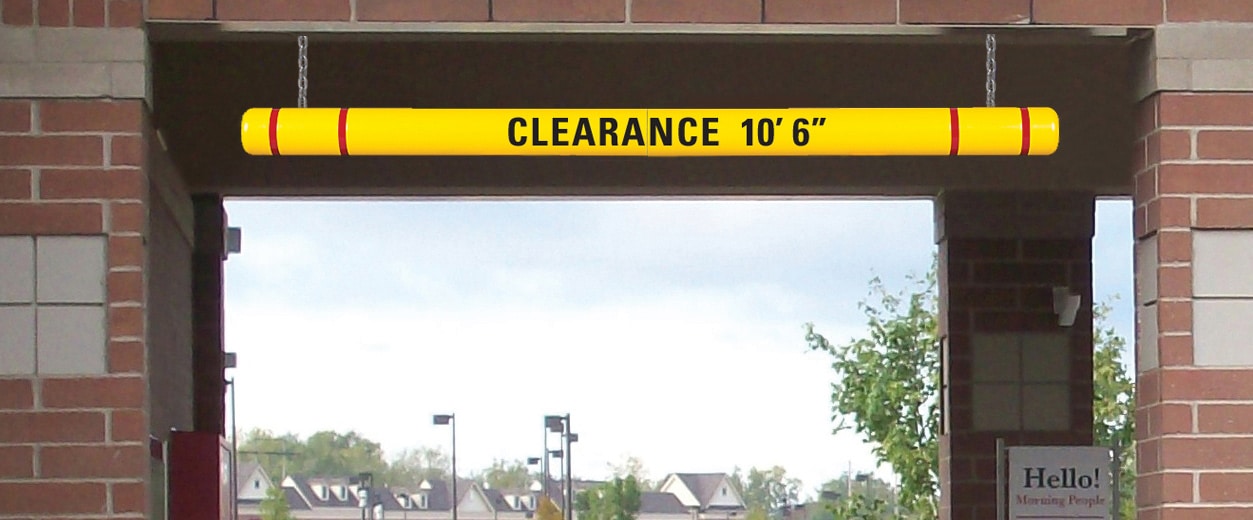 CLEARANCE 10' 6”
Hello!
Morning People